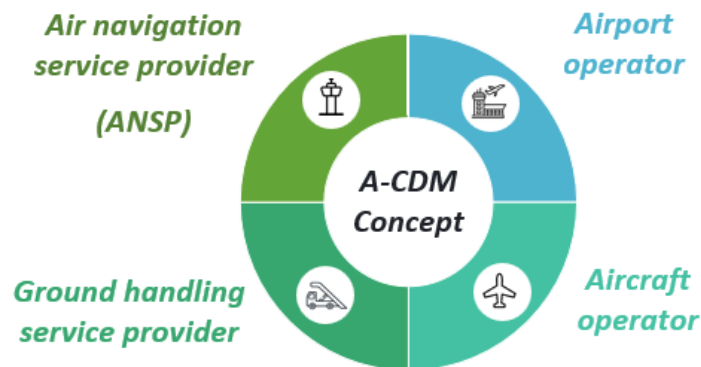 Air navigation
service provider
(ANSP)
Airport
operator
A-CDM
Concept
Ground handling
service provider
Aircraft
operator